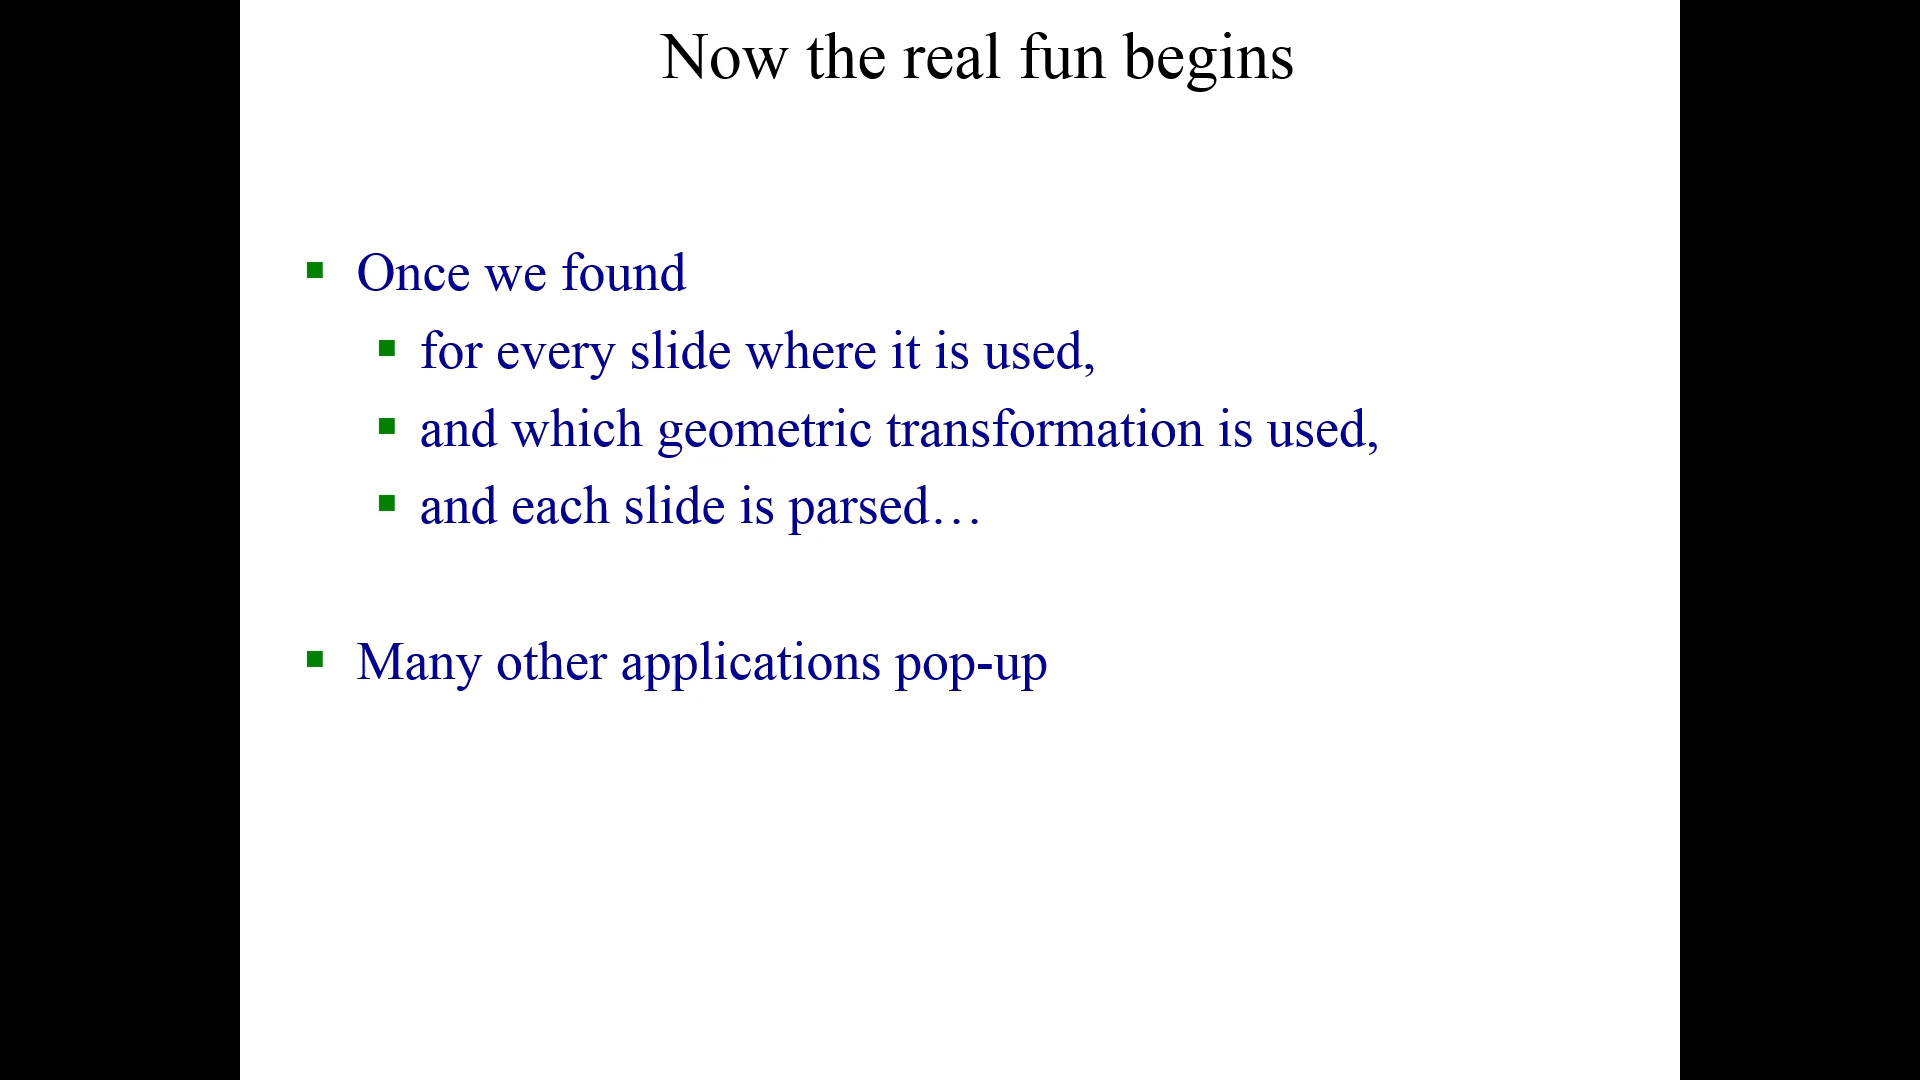 Now the real fun begins
Once we found
for every slide where it is used,
and which geometric transformation is used,
and each slide is parsed…
Many other applications pop-up